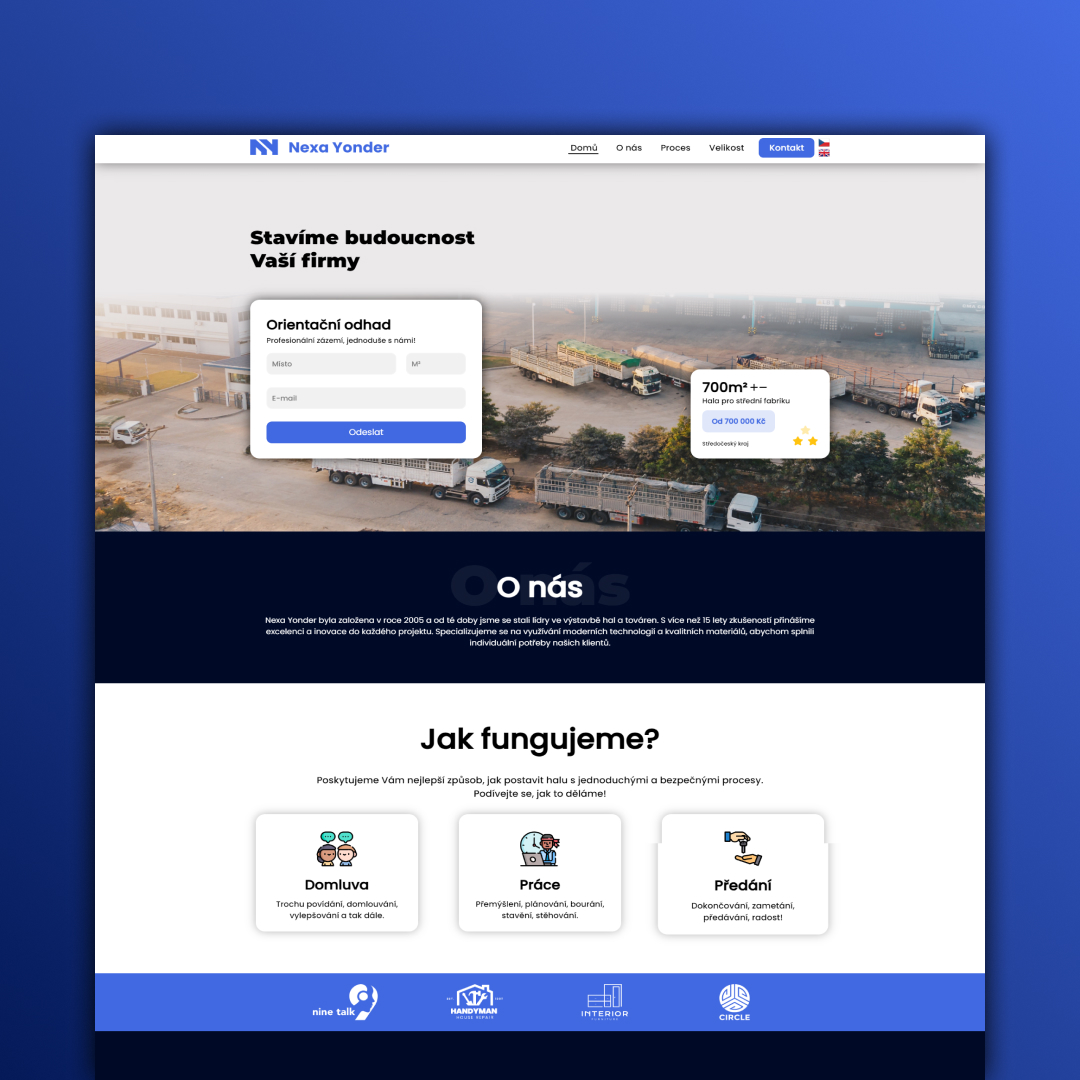 Nexa Yonder
Domů O nás Proces Velikost Kontakt
Stavíme budoucnost
Vaší firmy
Orientační odhad
Profesionální zázemí, jednoduše s námi!
Místo M²
E-mail
Odeslat
700m² +−
Hala pro střední fabriku
Od 700 000 Kč
Středočeský kraj
O nás
O nás
Nexa Yonder byla založena v roce 2005 a od té doby jsme se stali lídry ve výstavbě hal a továren. S více než 15 lety zkušeností přinášíme
excelenci a inovace do každého projektu. Specializujeme se na využívání moderních technologií a kvalitních materiálů, abychom splnili
individuální potřeby našich klientů.
Jak fungujeme?
Poskytujeme Vám nejlepší způsob, jak postavit halu s jednoduchými a bezpečnými procesy.
Podívejte se, jak to děláme!
Domluva
Trochu povídání, domlouvání,
vylepšování a tak dále.
Práce
Přemýšlení, plánování, bourání,
stavění, stěhování.
Předání
Dokončování, zametání,
předávání, radost!
nine talk
HANDYMAN
HOUSE REPAIR
INTERIOR
CIRCLE